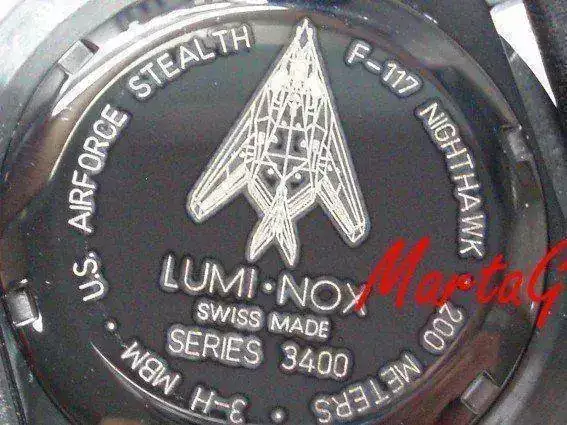 U.S. AIRFORCE STEALTH
F-117 NIGHTHAWK
LUMI·NOX
SWISS MADE
SERIES 3400
200 METERS · 3-H MBM ·
MartaG